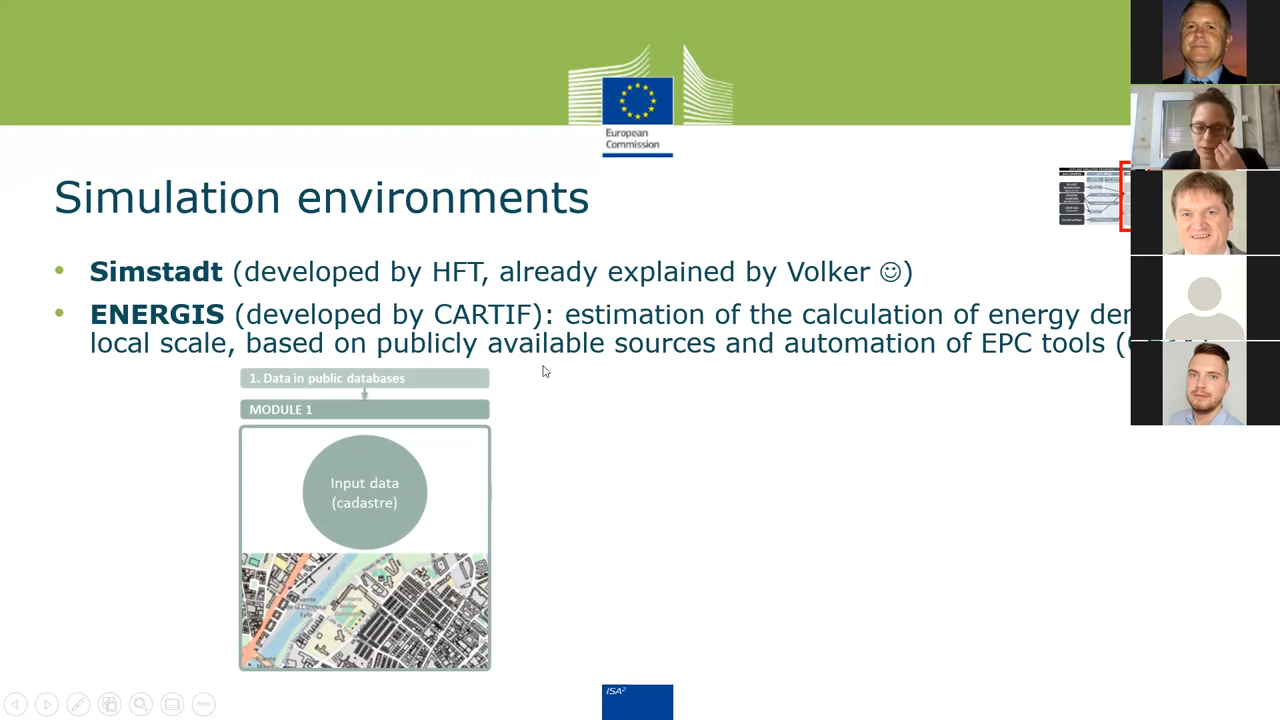 European
Commission
Simulation environments
• Simstadt (developed by HFT, already explained by Volker ☺)
• ENERGIS (developed by CARTIF): estimation of the calculation of energy
local scale, based on publicly available sources and automation of EPC tools
1. Data in public databases
MODULE 1
Input data
(cadastre)
ISA²